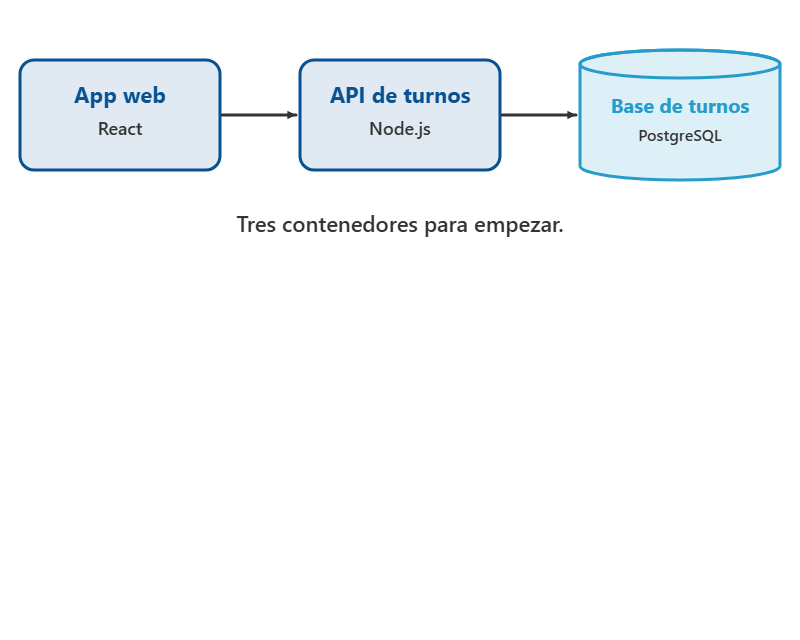 App web
React
API de turnos
Node.js
Base de turnos
PostgreSQL
Tres contenedores para empezar.